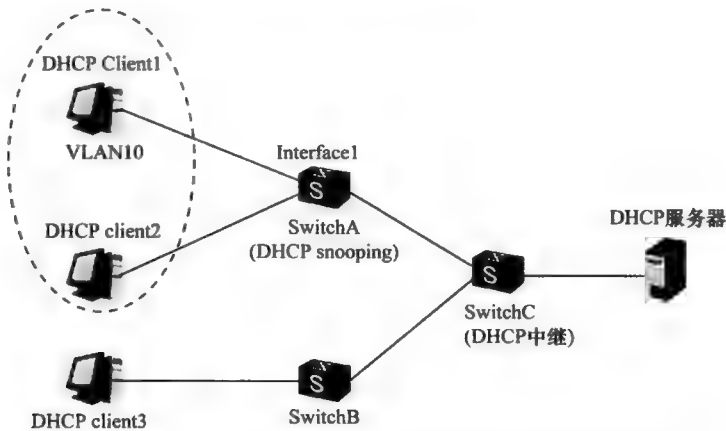 DHCP Client1
VLAN10
Interface1
SwitchA
(DHCP snooping)
DHCP client2
DHCP服务器
SwitchC
(DHCP中继)
DHCP client3
SwitchB
S
S
S